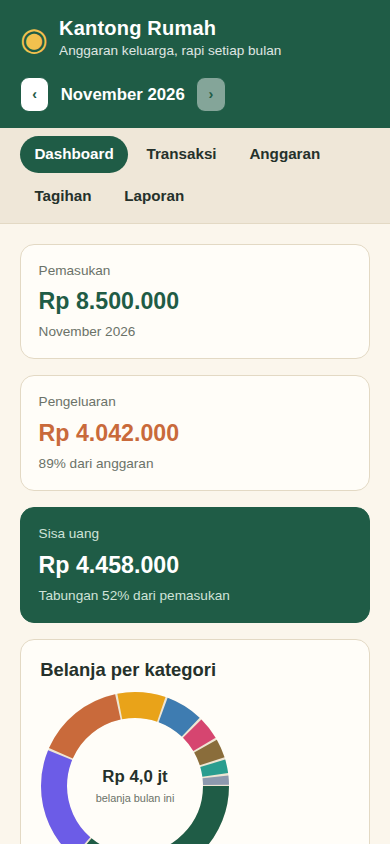 Kantong Rumah
Anggaran keluarga, rapi setiap bulan
‹ November 2026 ›
Dashboard Transaksi Anggaran
Tagihan Laporan
Pemasukan
Rp 8.500.000
November 2026
Pengeluaran
Rp 4.042.000
89% dari anggaran
Sisa uang
Rp 4.458.000
Tabungan 52% dari pemasukan
Belanja per kategori
Rp 4,0 jt
belanja bulan ini